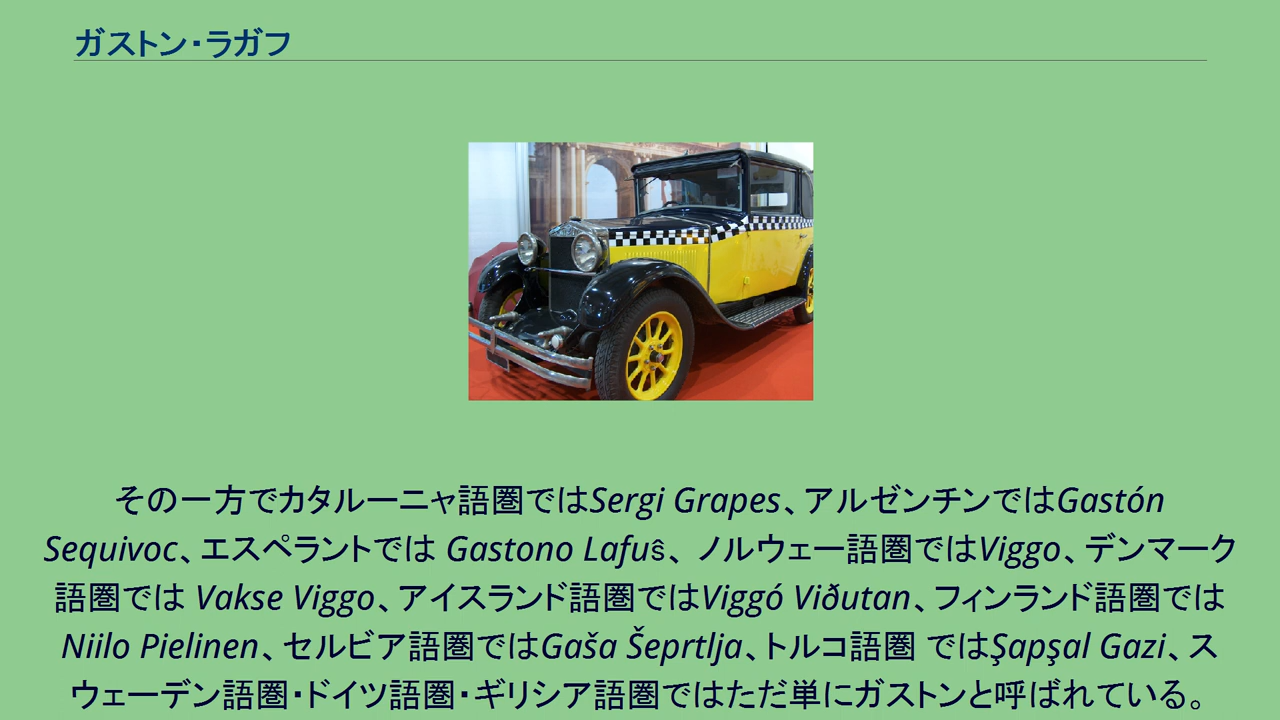 ガストン・ラガフ
その一方でカタルーニャ語圏ではSergi Grapes、アルゼンチンではGastón
Sequivoc、エスペラントでは Gastono Lafuŝ、 ノルウェー語圏ではViggo、デンマーク
語圏では Vakse Viggo、アイスランド語圏ではViggó Viðutan、フィンランド語圏では
Niilo Pielinen、セルビア語圏ではGaša Šeprtlja、トルコ語圏 ではŞapşal Gazi、ス
ウェーデン語圏・ドイツ語圏・ギリシア語圏ではただ単にガストンと呼ばれている。